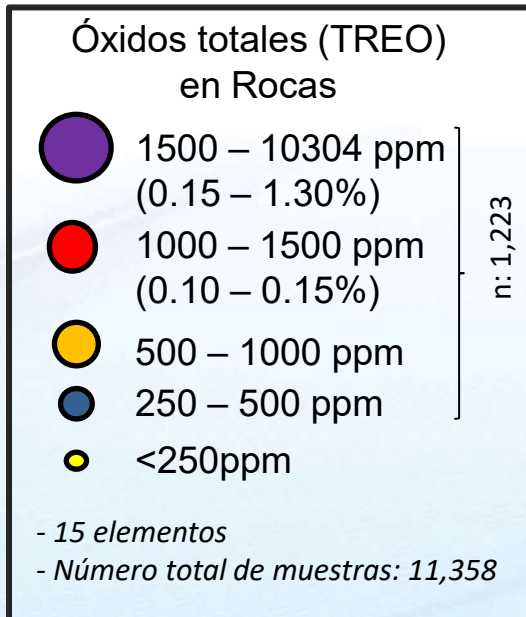 Óxidos totales (TREO)
en Rocas
1500 – 10304 ppm
(0.15 – 1.30%)
1000 – 1500 ppm
(0.10 – 0.15%)
500 – 1000 ppm
250 – 500 ppm
n: 1,223
<250ppm
- 15 elementos
- Número total de muestras: 11,358